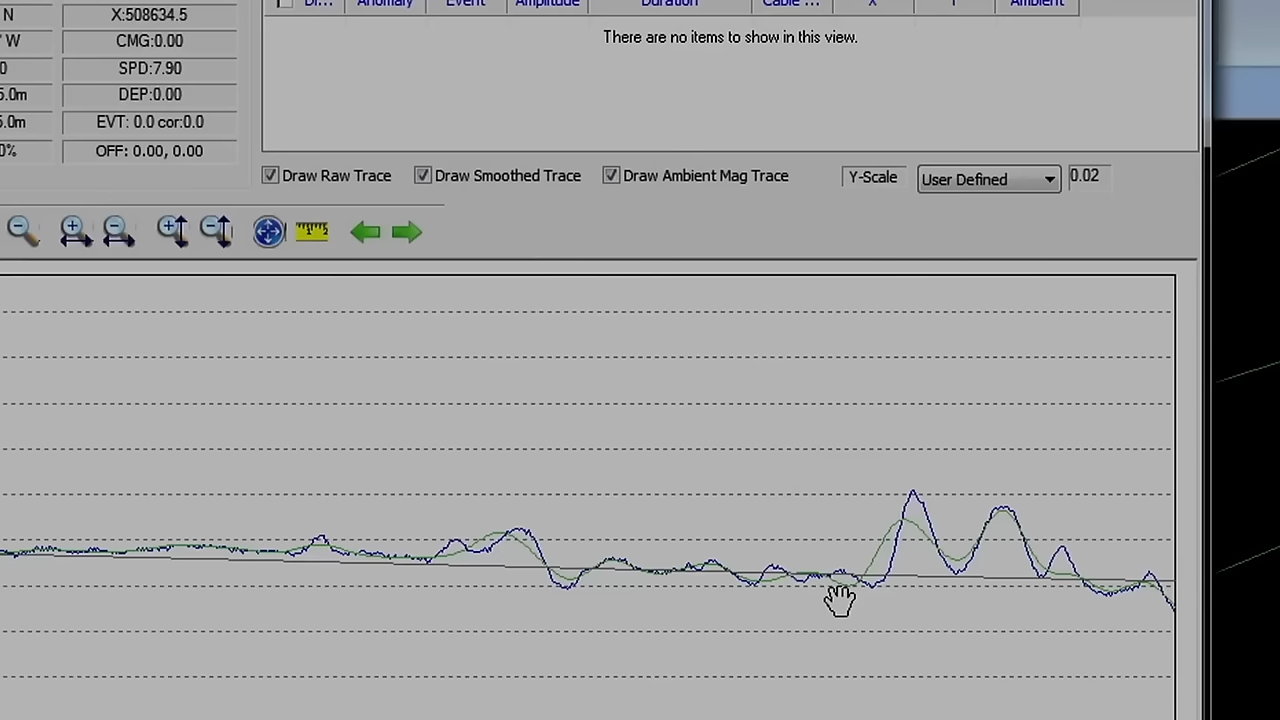 Di... Anomaly Event Amplitude Duration Cable ... X Y Ambient
There are no items to show in this view.
N X:508634.5
' W CMG:0.00
0 SPD:7.90
5.0m DEP:0.00
5.0m EVT: 0.0 cor:0.0
0% OFF: 0.00, 0.00
Draw Raw Trace Draw Smoothed Trace Draw Ambient Mag Trace Y-Scale User Defined 0.02